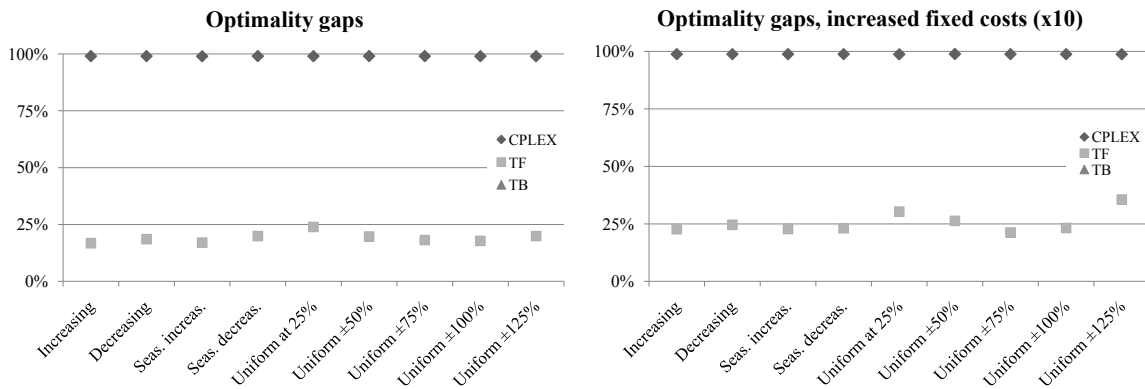 Optimality gaps
100%
75%
50%
25%
0%
CPLEX
TF
TB
Increasing
Decreasing
Seas. increas.
Seas. decreas.
Uniform at 25%
Uniform ±50%
Uniform ±75%
Uniform ±100%
Uniform ±125%
Optimality gaps, increased fixed costs (x10)
100%
75%
50%
25%
0%
CPLEX
TF
TB
Increasing
Decreasing
Seas. increas.
Seas. decreas.
Uniform at 25%
Uniform ±50%
Uniform ±75%
Uniform ±100%
Uniform ±125%